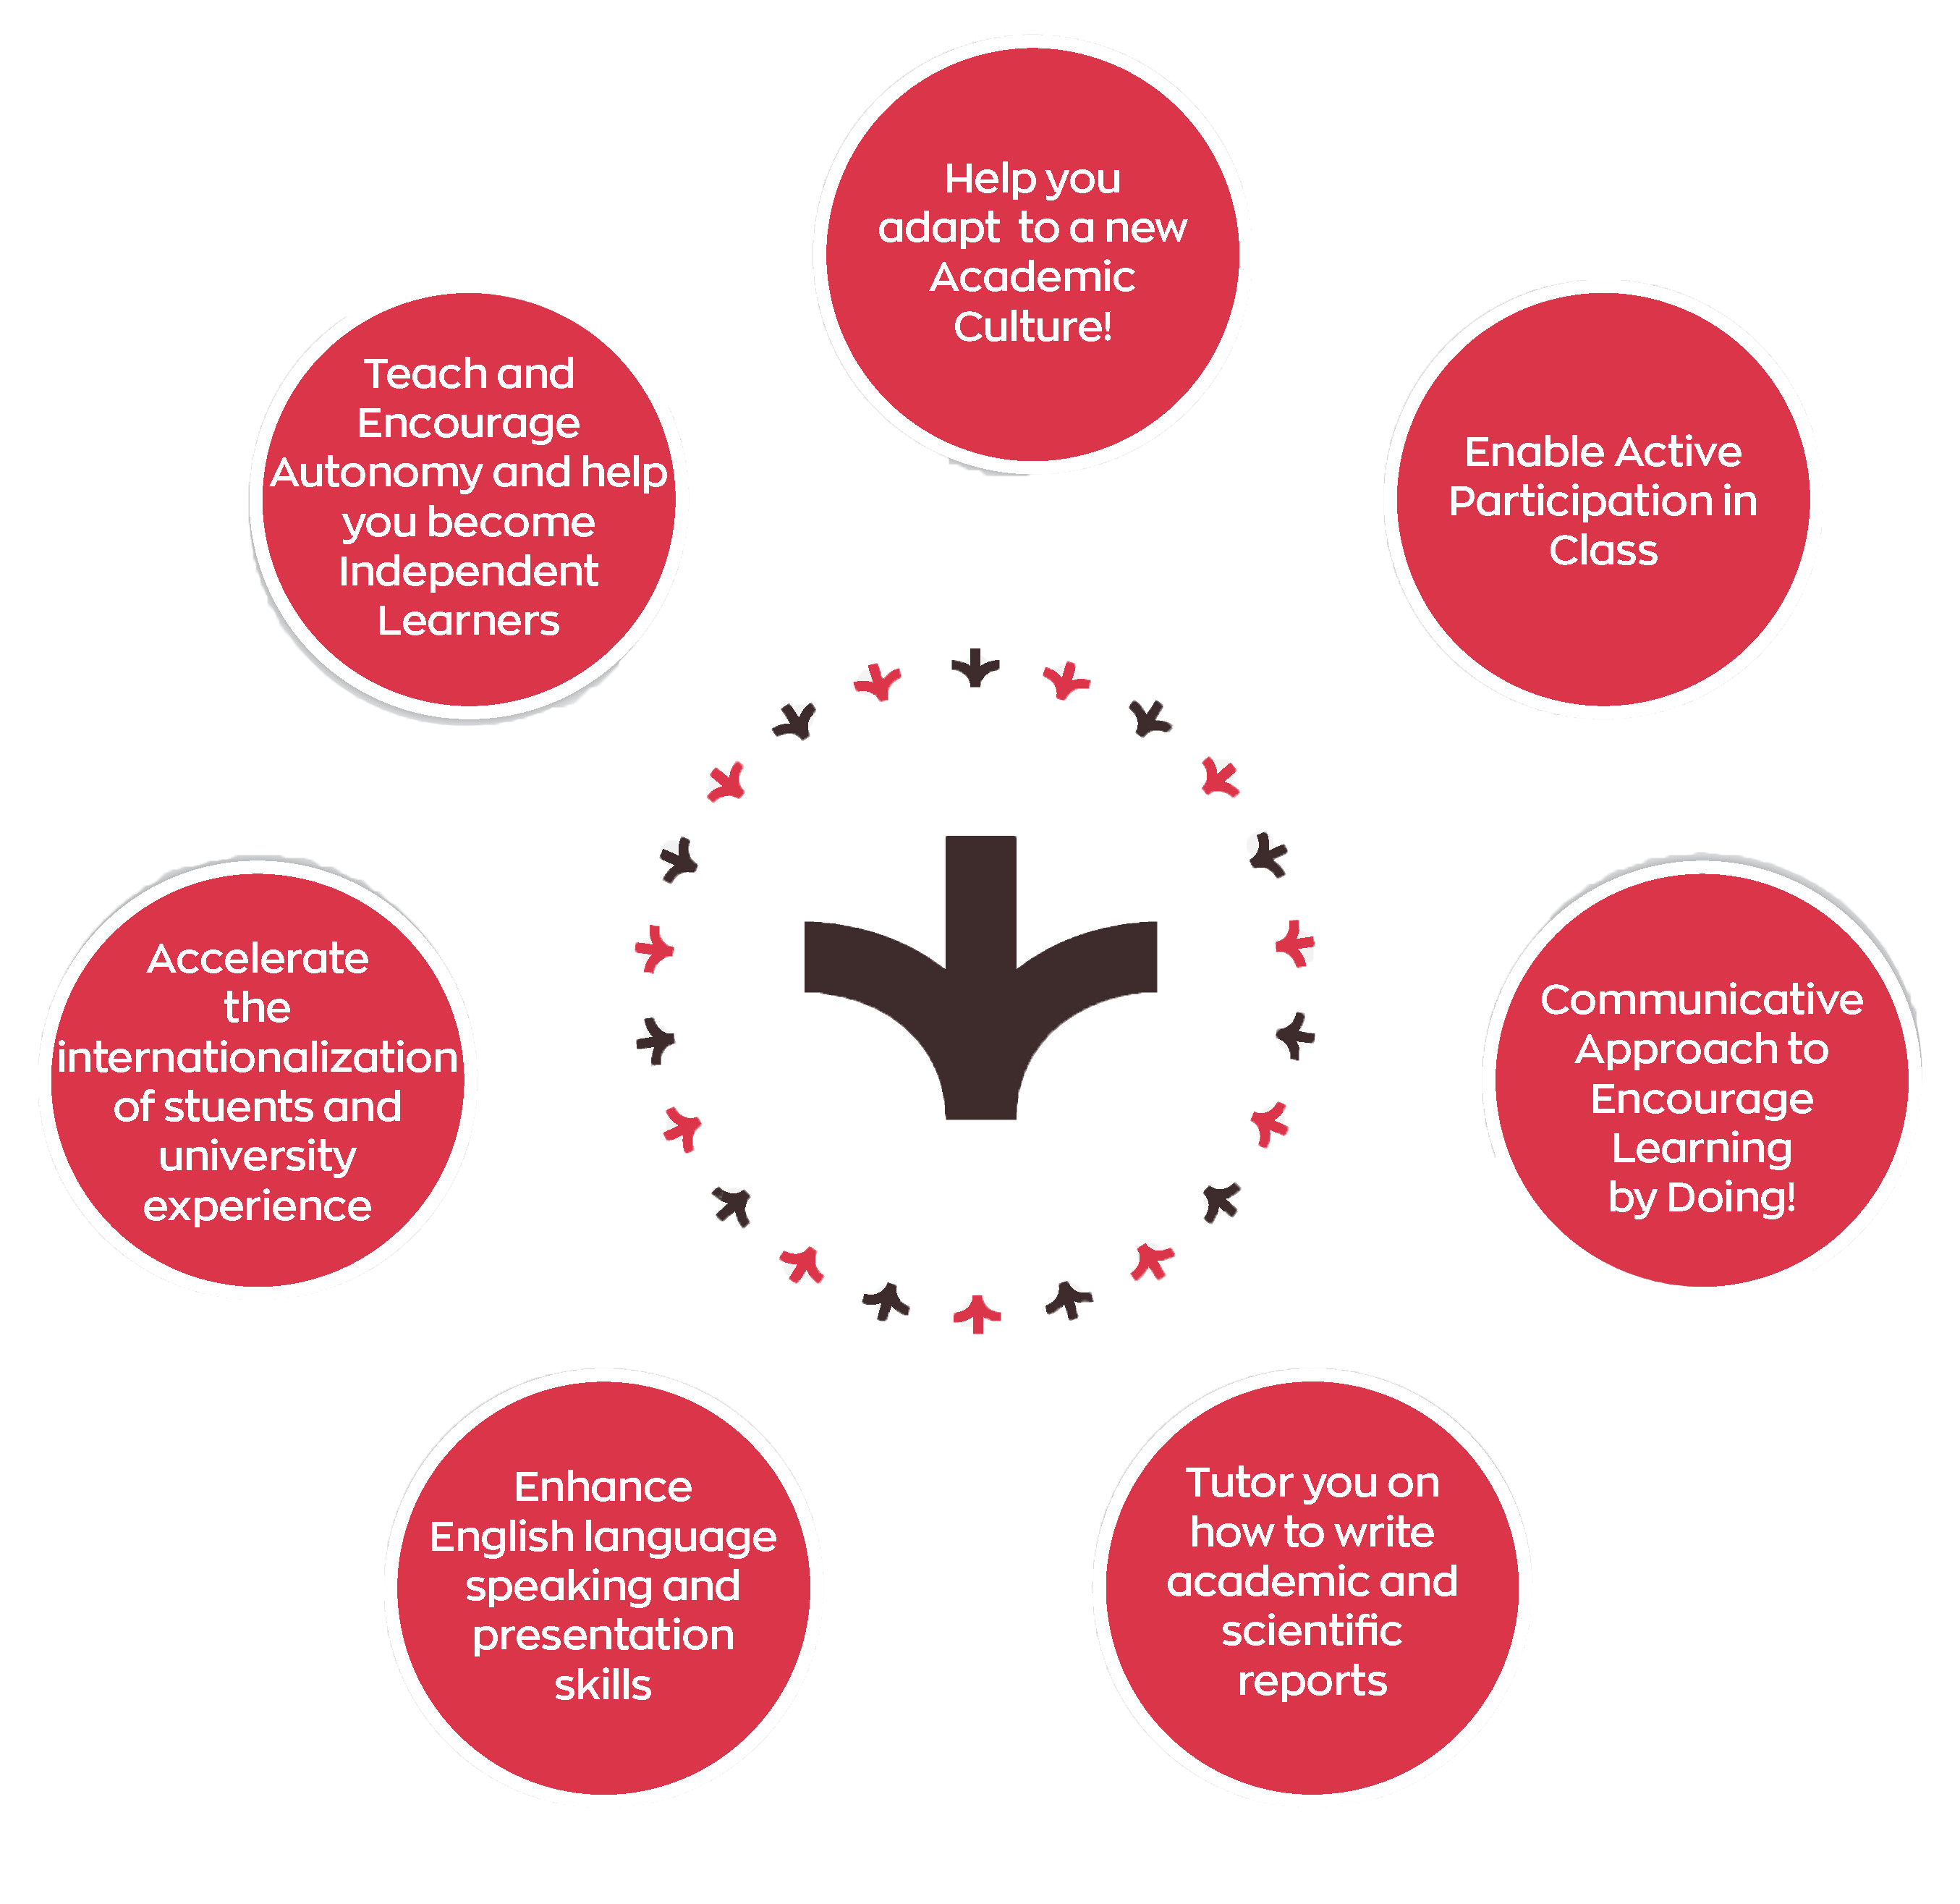 Help you
adapt to a new
Academic
Culture!
Enable Active
Participation in
Class
Communicative
Approach to
Encourage
Learning
by Doing!
Tutor you on
how to write
academic and
scientific
reports
Enhance
English language
speaking and
presentation
skills
Accelerate
the
internationalization
of stuents and
university
experience
Teach and
Encourage
Autonomy and help
you become
Independent
Learners